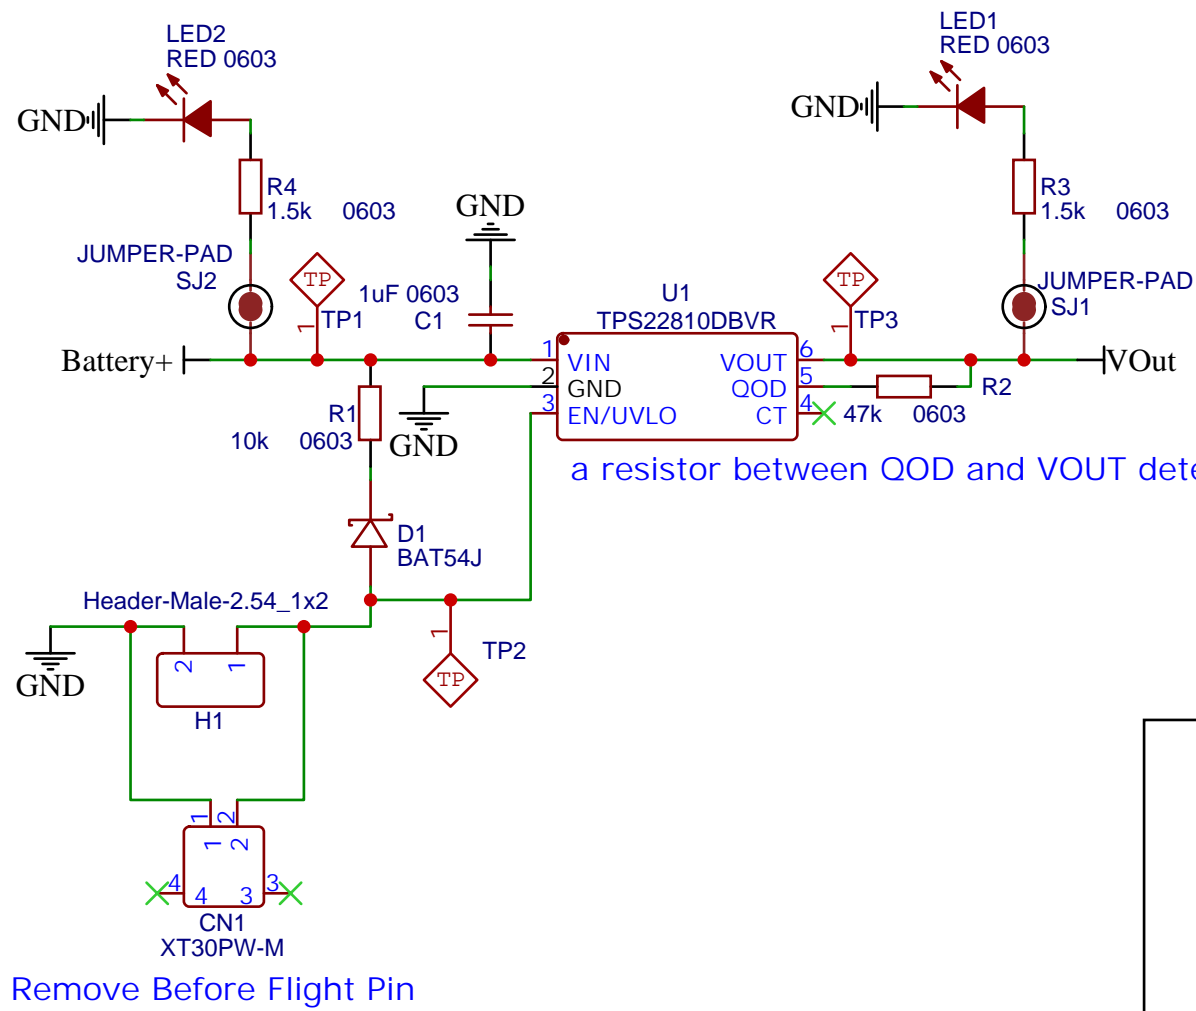 LED2
RED 0603
GND
R4
1.5k 0603
JUMPER-PAD
SJ2
TP
1
TP1
GND
1uF 0603
C1
Battery+
LED1
RED 0603
GND
R3
1.5k 0603
JUMPER-PAD
SJ1
TP
1
TP3
U1
TPS22810DBVR
1 VIN
2 GND
3 EN/UVLO
VOUT 6
QOD 5
CT 4
VOut
R2
47k 0603
GND
R1
10k 0603
a resistor between QOD and VOUT dete
D1
BAT54J
Header-Male-2.54_1x2
GND
2 1
H1
1
TP
TP2
1 2
1 2
4 4 3 3
CN1
XT30PW-M
Remove Before Flight Pin